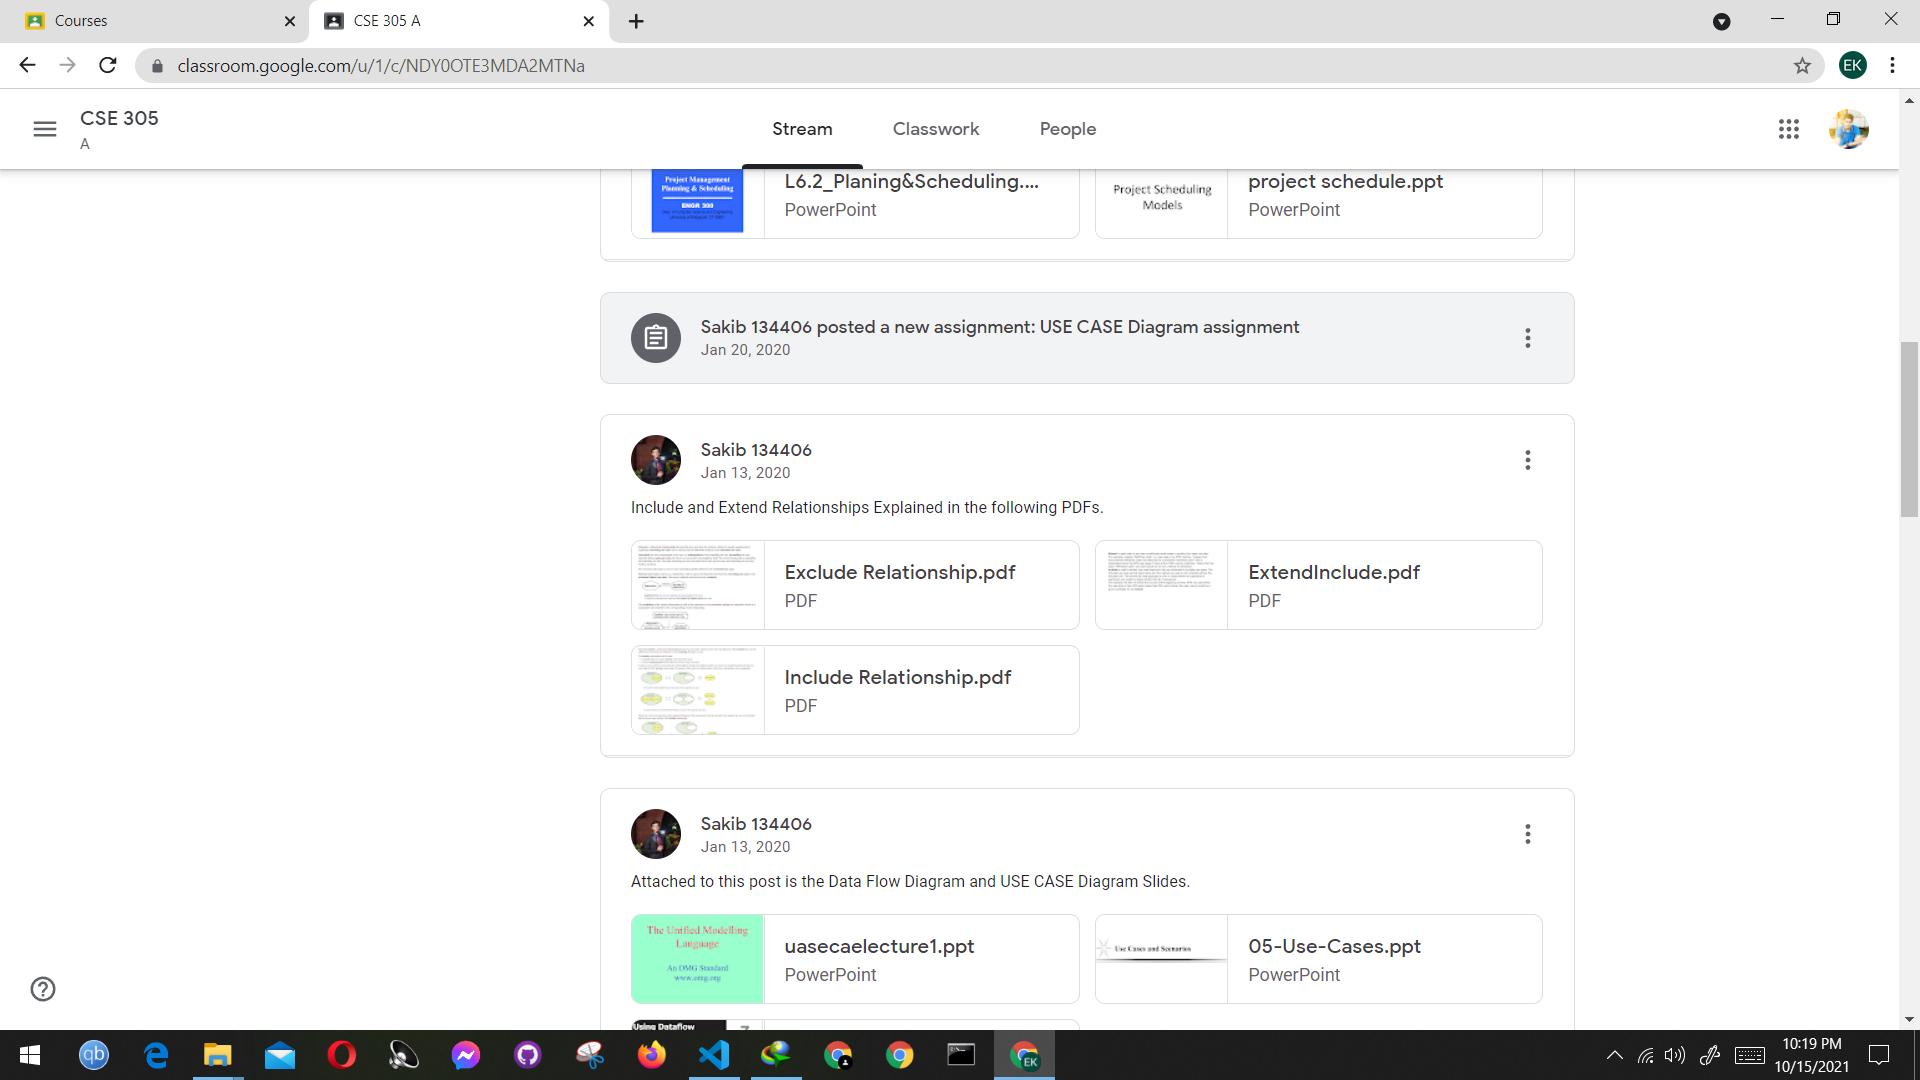 Courses
CSE 305 A
classroom.google.com/u/1/c/NDY0OTE3MDA2MTNa
EK
CSE 305
A
Stream
Classwork
People
Project Management
Planning & Scheduling
ENGR 300
L6.2_Planing&Scheduling....
PowerPoint
Project Scheduling
Models
project schedule.ppt
PowerPoint
Sakib 134406 posted a new assignment: USE CASE Diagram assignment
Jan 20, 2020
Sakib 134406
Jan 13, 2020
Include and Extend Relationships Explained in the following PDFs.
Exclude Relationship.pdf
PDF
ExtendInclude.pdf
PDF
Include Relationship.pdf
PDF
Sakib 134406
Jan 13, 2020
Attached to this post is the Data Flow Diagram and USE CASE Diagram Slides.
The Unified Modelling
Language
An OMG Standard
www.omg.org
uasecaelecture1.ppt
PowerPoint
Use Cases and Scenarios
05-Use-Cases.ppt
PowerPoint
Using Dataflow
qb
EK
10:19 PM
10/15/2021